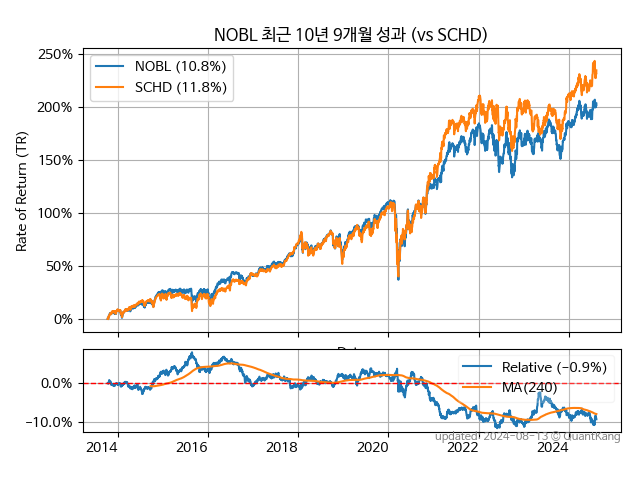 NOBL 최근 10년 9개월 성과 (vs SCHD)
250%
200%
150%
100%
50%
0%
Rate of Return (TR)
NOBL (10.8%)
SCHD (11.8%)
0.0%
−10.0%
Relative (−0.9%)
MA(240)
2014 2016 2018 2020 2022 2024
updated: 2024-08-13 © QuantKang